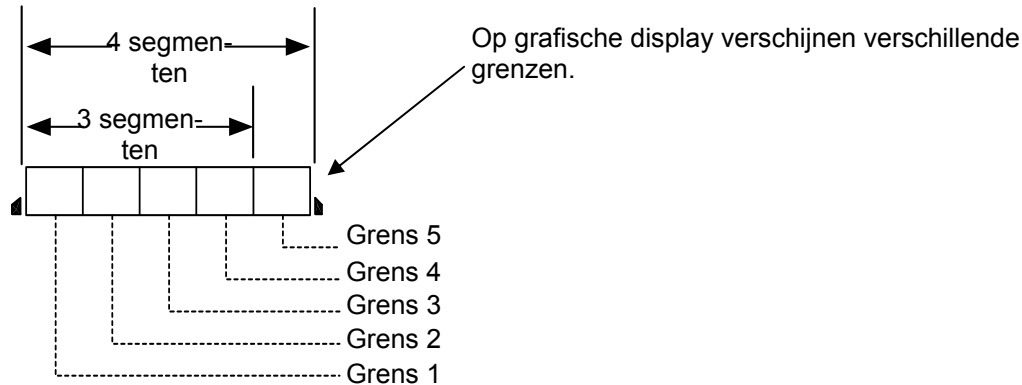 4 segmen-
ten
Op grafische display verschijnen verschillende
grenzen.
3 segmen-
ten
Grens 5
Grens 4
Grens 3
Grens 2
Grens 1